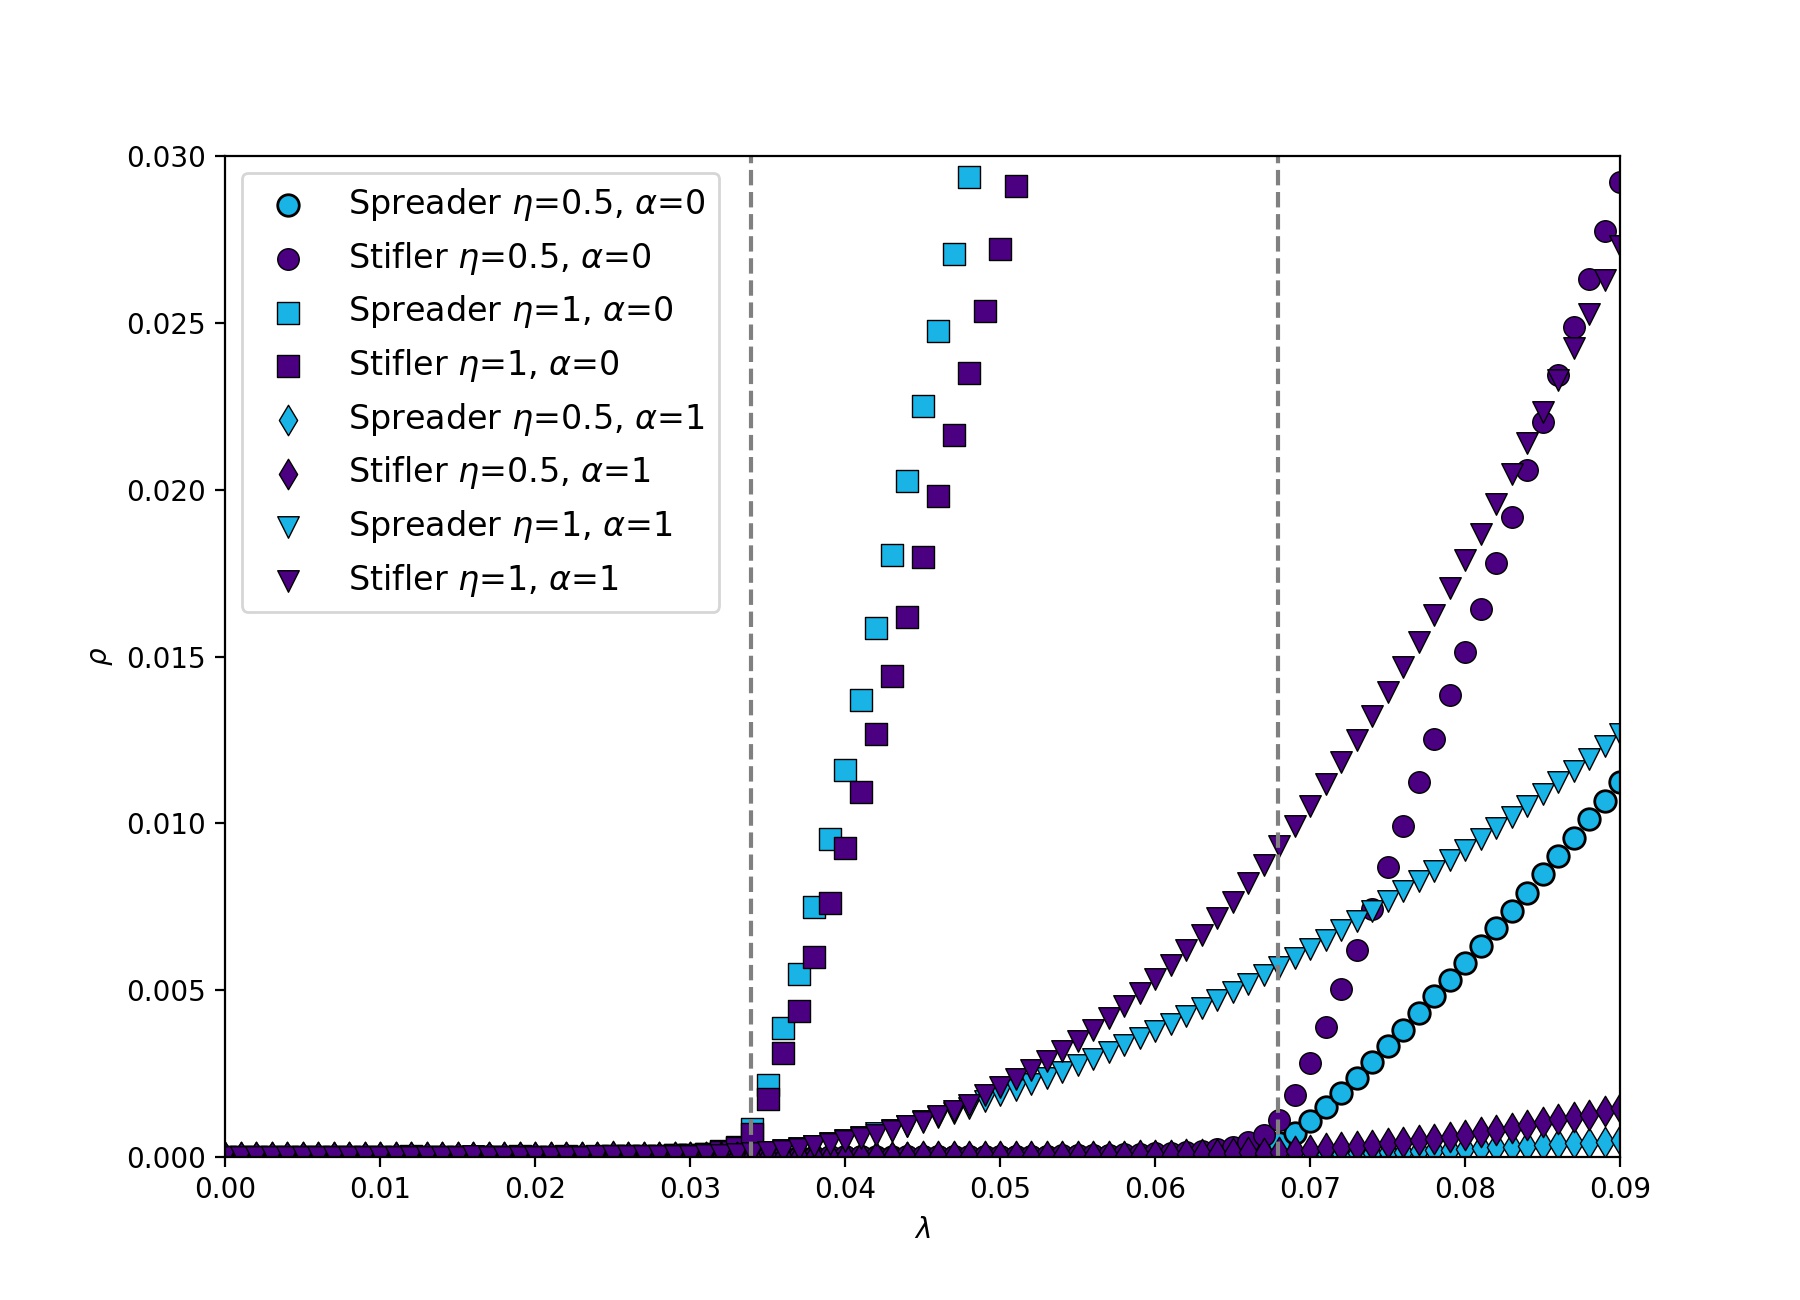 0.030
0.025
0.020
0.015
0.010
0.005
0.000
ρ
Spreader η=0.5, α=0
Stifler η=0.5, α=0
Spreader η=1, α=0
Stifler η=1, α=0
Spreader η=0.5, α=1
Stifler η=0.5, α=1
Spreader η=1, α=1
Stifler η=1, α=1
0.00 0.01 0.02 0.03 0.04 0.05 0.06 0.07 0.08 0.09
λ